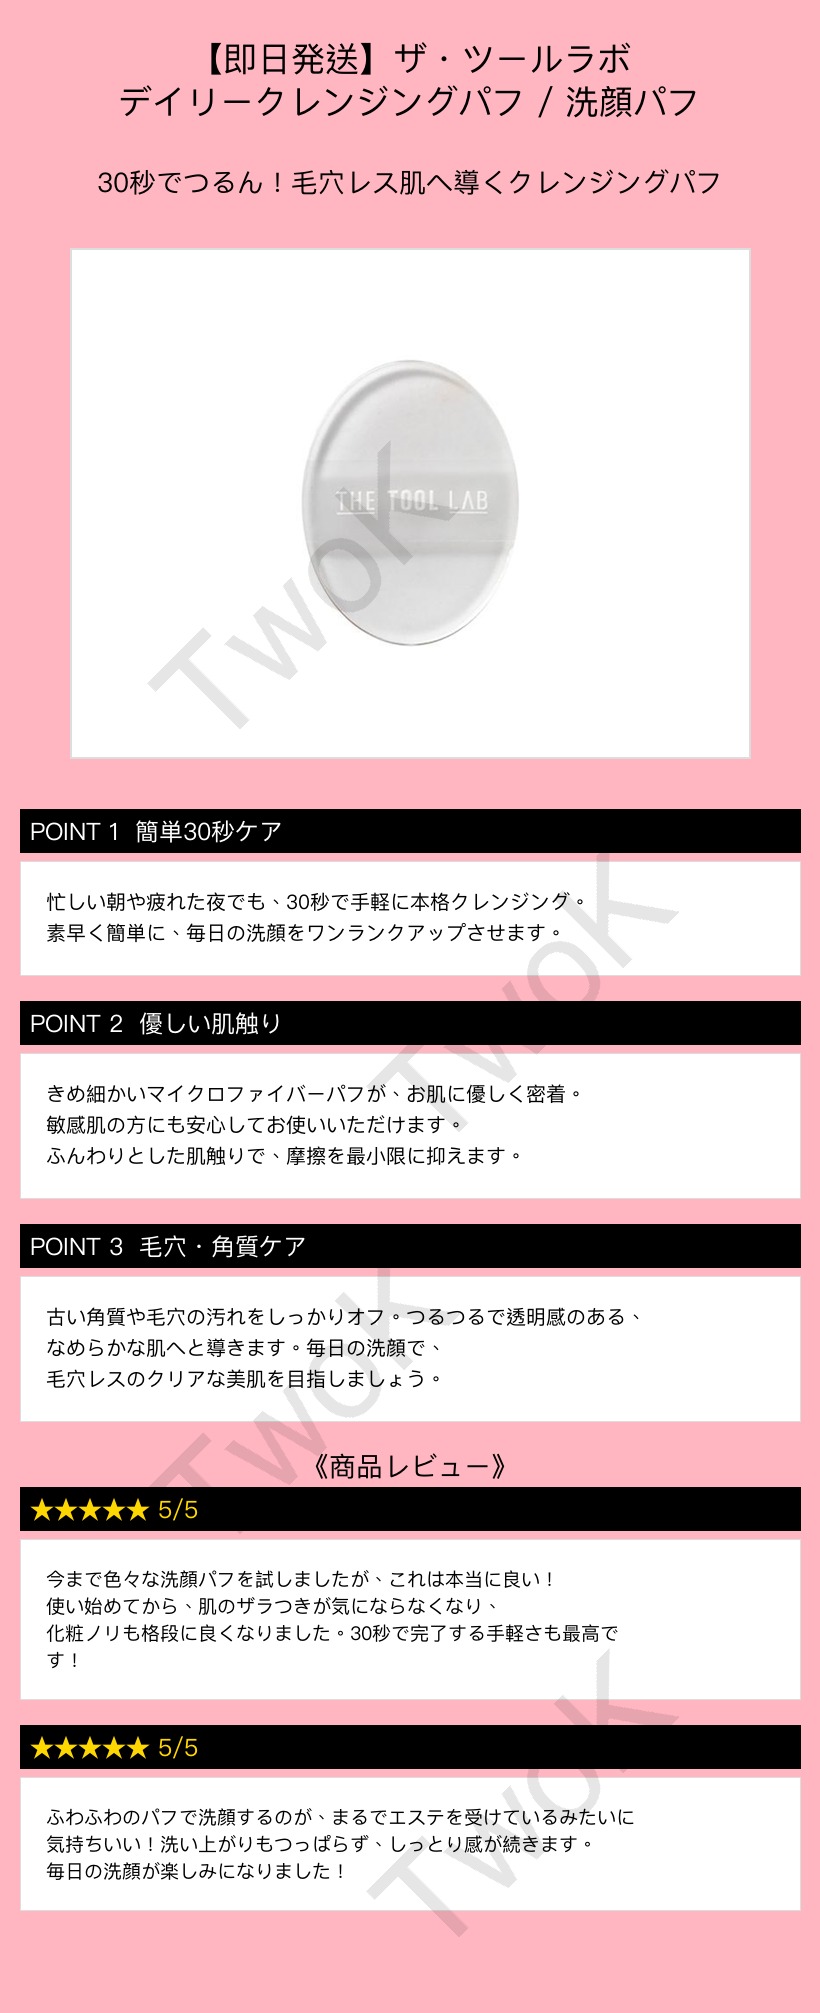 【即日発送】ザ・ツールラボ
デイリークレンジングパフ / 洗顔パフ
30秒でつるん！毛穴レス肌へ導くクレンジングパフ
THE TOOL LAB
TwoK
POINT 1 簡単30秒ケア
忙しい朝や疲れた夜でも、30秒で手軽に本格クレンジング。
素早く簡単に、毎日の洗顔をワンランクアップさせます。
TwoK
POINT 2 優しい肌触り
きめ細かいマイクロファイバーパフが、お肌に優しく密着。
敏感肌の方にも安心してお使いいただけます。
ふんわりとした肌触りで、摩擦を最小限に抑えます。
POINT 3 毛穴・角質ケア
古い角質や毛穴の汚れをしっかりオフ。つるつるで透明感のある、
なめらかな肌へと導きます。毎日の洗顔で、
毛穴レスのクリアな美肌を目指しましょう。
TwoK
《商品レビュー》
★★★★★ 5/5
今まで色々な洗顔パフを試しましたが、これは本当に良い！
使い始めてから、肌のザラつきが気にならなくなり、
化粧ノリも格段に良くなりました。30秒で完了する手軽さも最高で
す！
★★★★★ 5/5
ふわふわのパフで洗顔するのが、まるでエステを受けているみたいに
気持ちいい！洗い上がりもつっぱらず、しっとり感が続きます。
毎日の洗顔が楽しみになりました！
TwoK